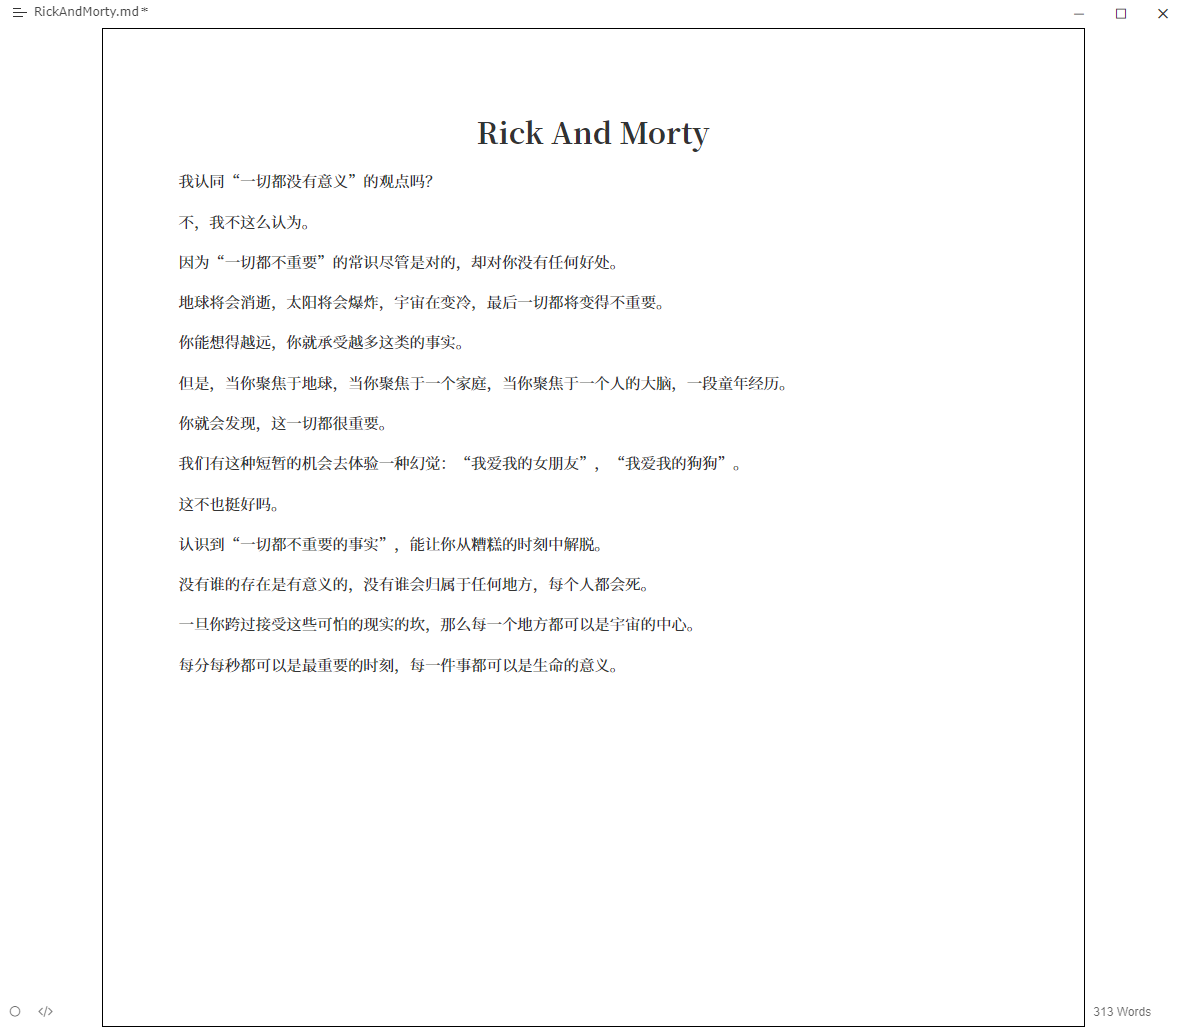 RickAndMorty.md*
Rick And Morty
我认同“一切都没有意义”的观点吗？
不，我不这么认为。
因为“一切都不重要”的常识尽管是对的，却对你没有任何好处。
地球将会消逝，太阳将会爆炸，宇宙在变冷，最后一切都将变得不重要。
你能想得越远，你就承受越多这类的事实。
但是，当你聚焦于地球，当你聚焦于一个家庭，当你聚焦于一个人的大脑，一段童年经历。
你就会发现，这一切都很重要。
我们有这种短暂的机会去体验一种幻觉：“我爱我的女朋友”，“我爱我的狗狗”。
这不也挺好吗。
认识到“一切都不重要的事实”，能让你从糟糕的时刻中解脱。
没有谁的存在是有意义的，没有谁会归属于任何地方，每个人都会死。
一旦你跨过接受这些可怕的现实的坎，那么每一个地方都可以是宇宙的中心。
每分每秒都可以是最重要的时刻，每一件事都可以是生命的意义。
</> 313 Words